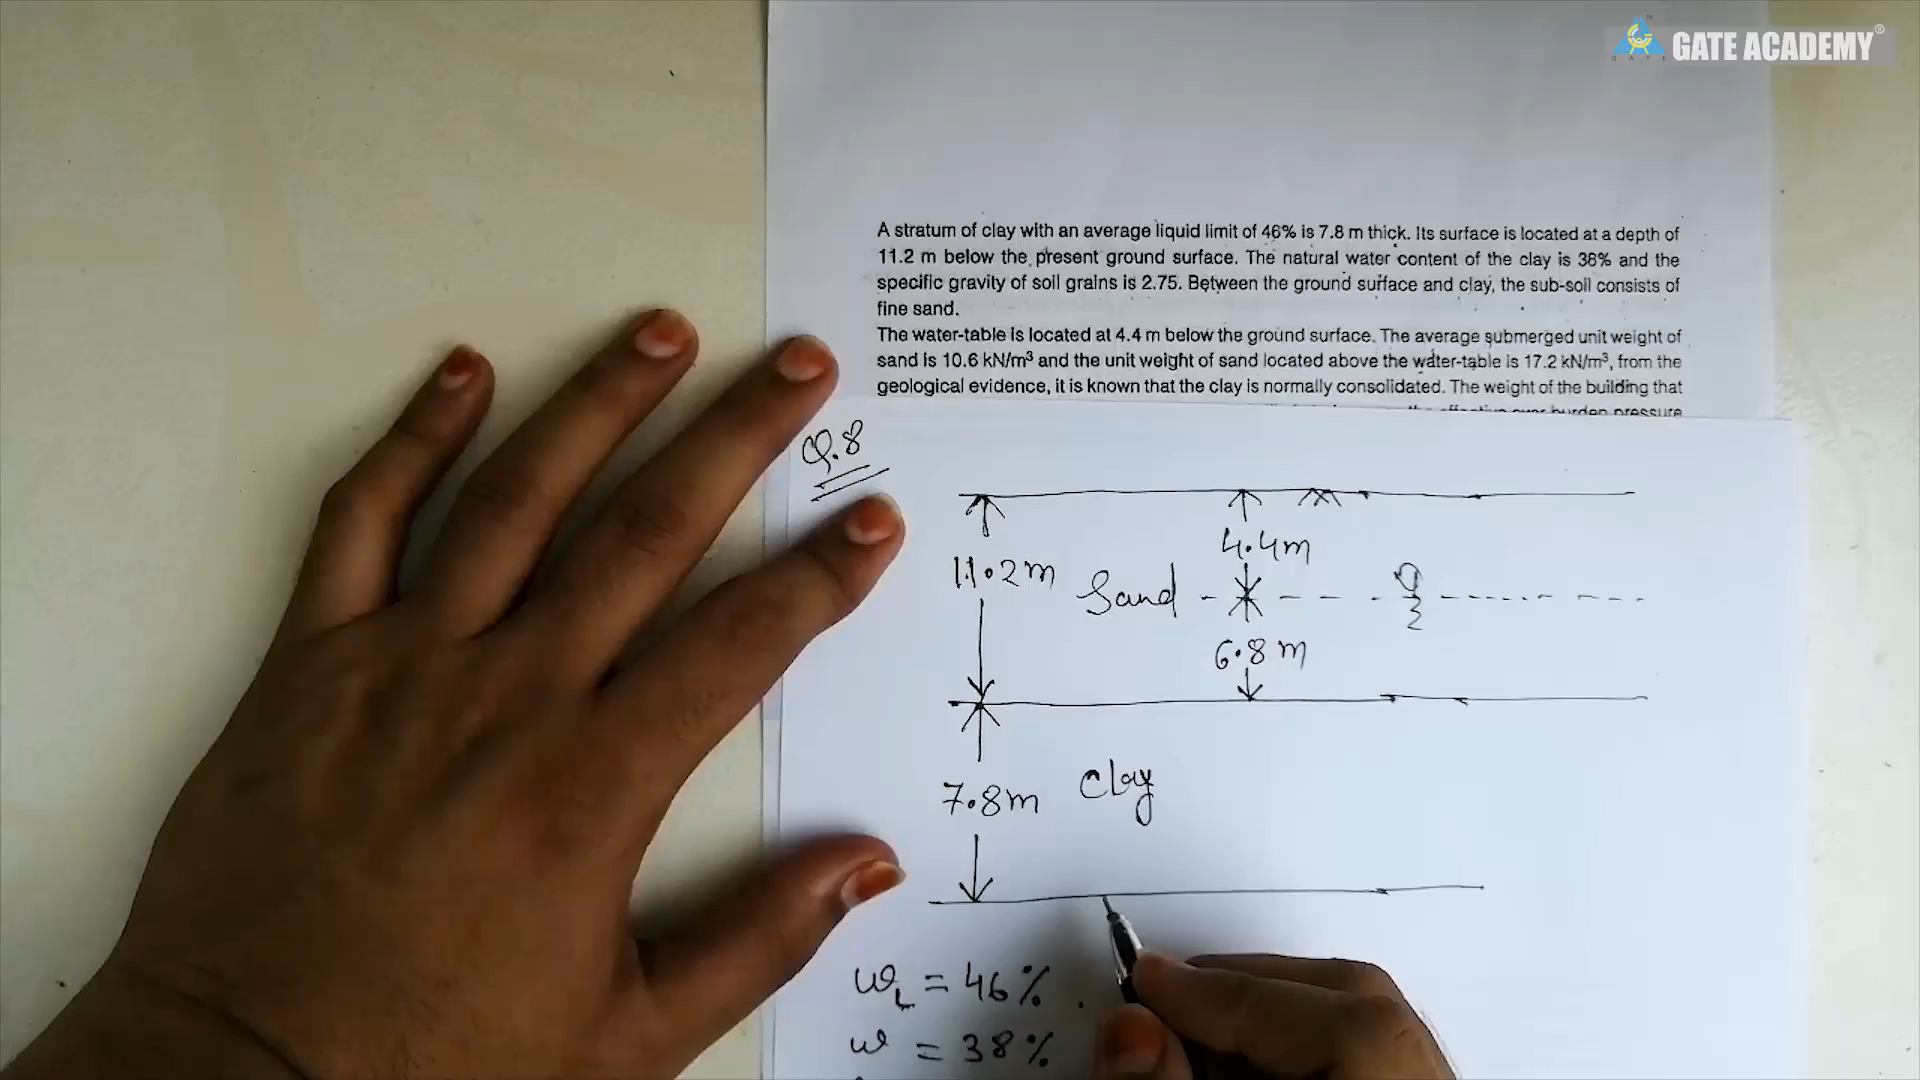 GATE ACADEMY®
GATE
A stratum of clay with an average liquid limit of 46% is 7.8 m thick. Its surface is located at a depth of
11.2 m below the present ground surface. The natural water content of the clay is 38% and the
specific gravity of soil grains is 2.75. Between the ground surface and clay, the sub-soil consists of
fine sand.
The water-table is located at 4.4 m below the ground surface. The average submerged unit weight of
sand is 10.6 kN/m³ and the unit weight of sand located above the water-table is 17.2 kN/m³, from the
geological evidence, it is known that the clay is normally consolidated. The weight of the building that
effective over burden pressure
Q.8
4.4m
11.2m
Sand
6.8m
7.8m
Clay
w_L = 46%
w = 38%